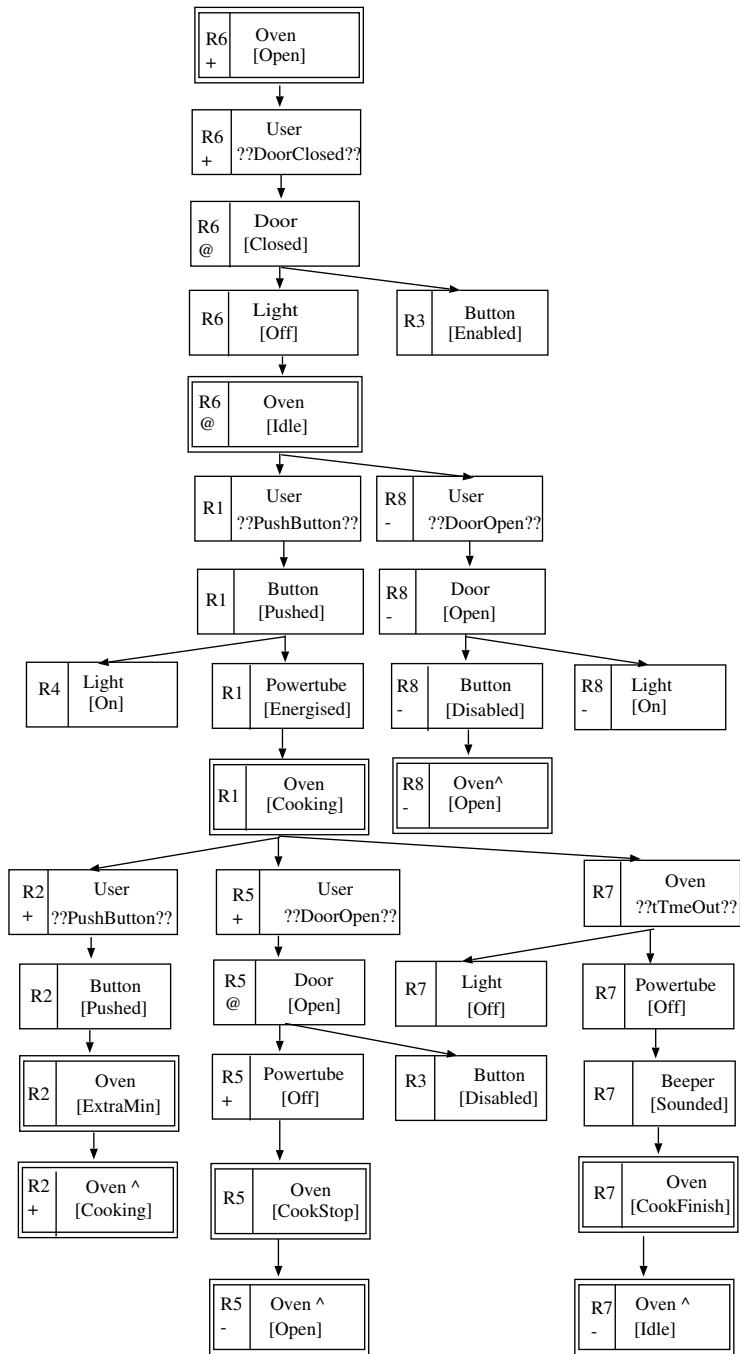 R6 Oven
+ [Open]
R6 User
+ ??DoorClosed??
R6 Door
@ [Closed]
R6 Light
[Off]
R3 Button
[Enabled]
R6 Oven
@ [Idle]
R1 User
??PushButton??
R8 User
- ??DoorOpen??
R1 Button
[Pushed]
R8 Door
- [Open]
R4 Light
[On]
R1 Powertube
[Energised]
R8 Button
- [Disabled]
R8 Light
- [On]
R1 Oven
[Cooking]
R8 Oven^
- [Open]
R2 User
+ ??PushButton??
R5 User
+ ??DoorOpen??
R7 Oven
??tTmeOut??
R2 Button
[Pushed]
R5 Door
@ [Open]
R7 Light
[Off]
R7 Powertube
[Off]
R2 Oven
[ExtraMin]
R5 Powertube
+ [Off]
R3 Button
[Disabled]
R7 Beeper
[Sounded]
R2 Oven ^
+ [Cooking]
R5 Oven
[CookStop]
R7 Oven
[CookFinish]
R5 Oven ^
- [Open]
R7 Oven ^
- [Idle]